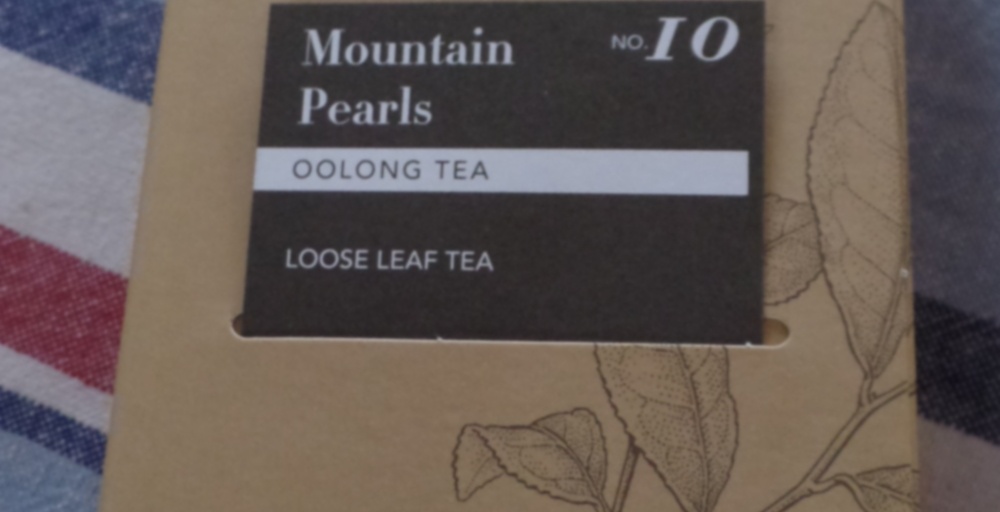 Mountain
Pearls
NO. 10
OOLONG TEA
LOOSE LEAF TEA